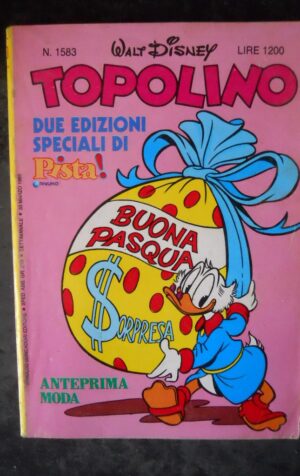 N. 1583
WALT DISNEY
LIRE 1200
TOPOLINO
DUE EDIZIONI
SPECIALI DI
Pista!
BUONA
PASQUA
$ORPRESA
ANTEPRIMA
MODA